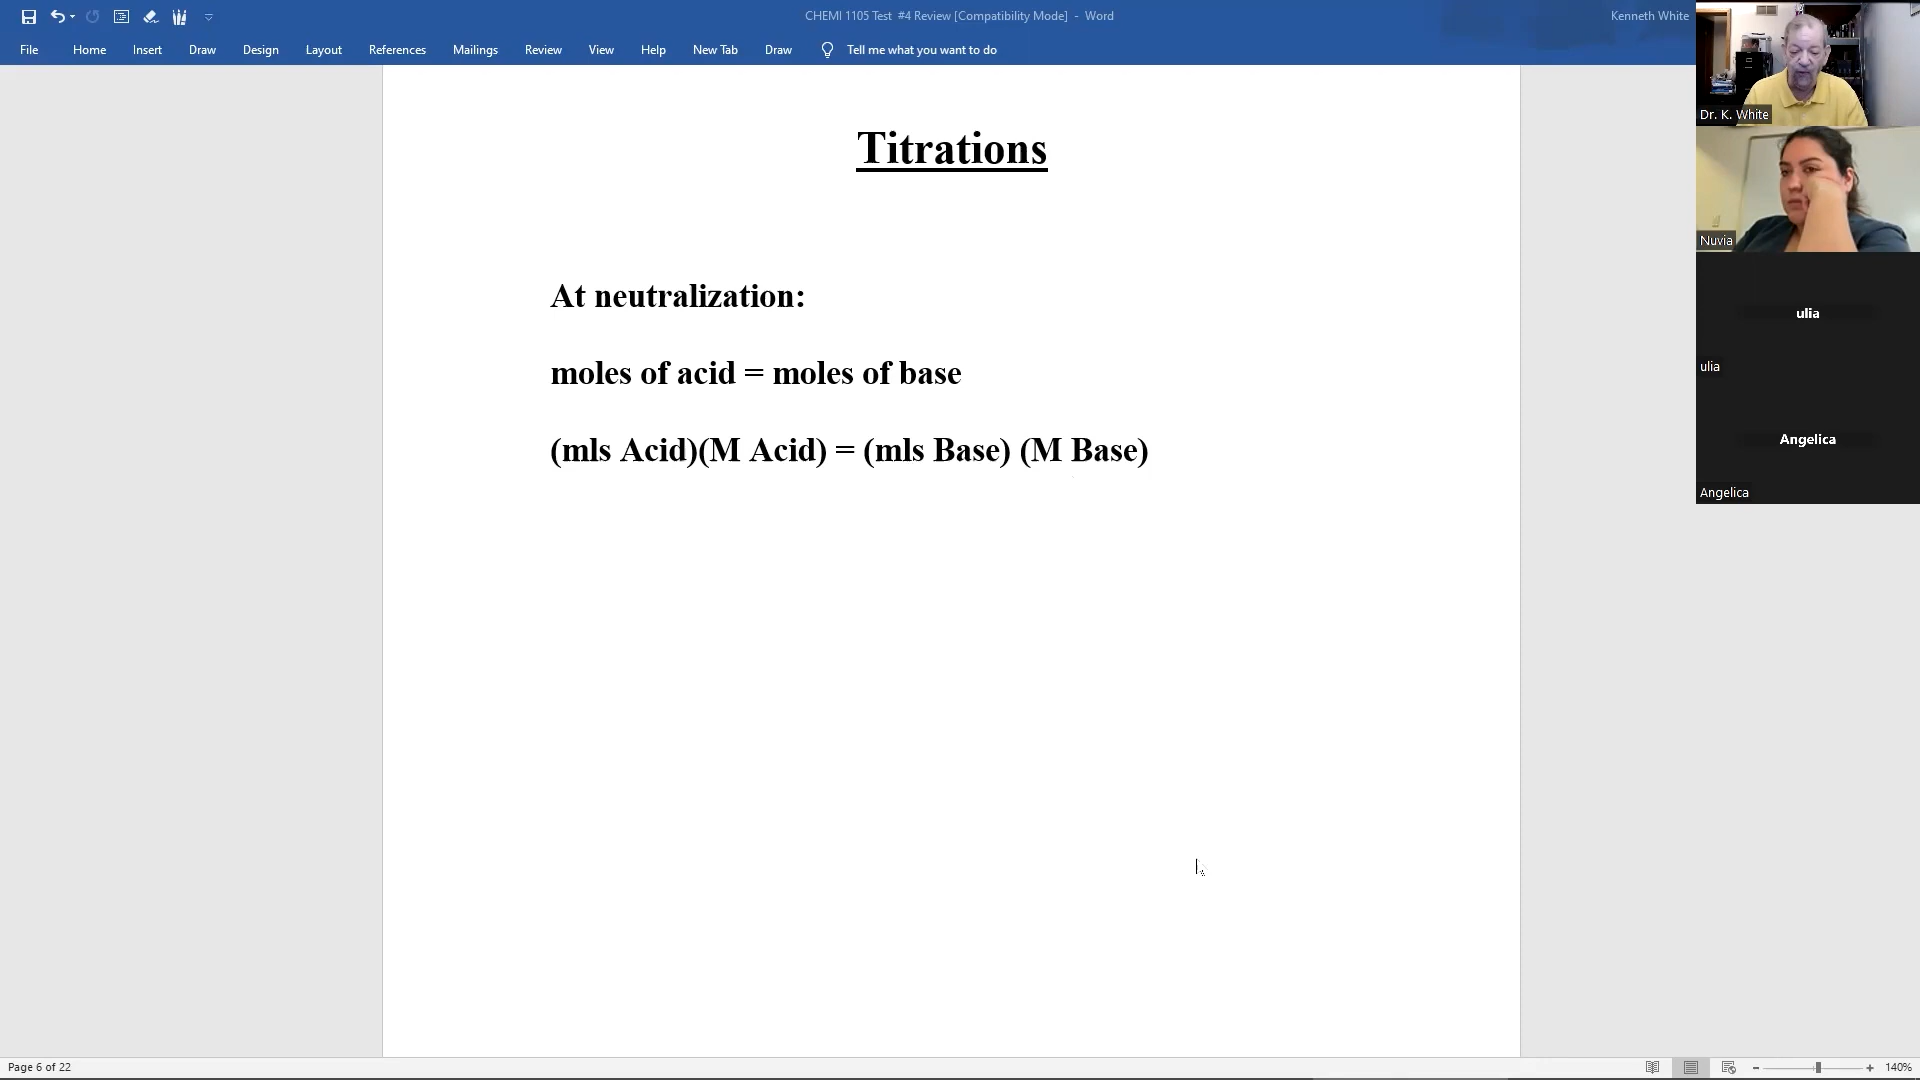 CHEMI 1105 Test #4 Review [Compatibility Mode] - Word
Kenneth White
File Home Insert Draw Design Layout References Mailings Review View Help New Tab Draw Tell me what you want to do
Titrations
At neutralization:
moles of acid = moles of base
(mls Acid)(M Acid) = (mls Base) (M Base)
Dr. K. White
Nuvia
ulia
ulia
Angelica
Angelica
Page 6 of 22
140%